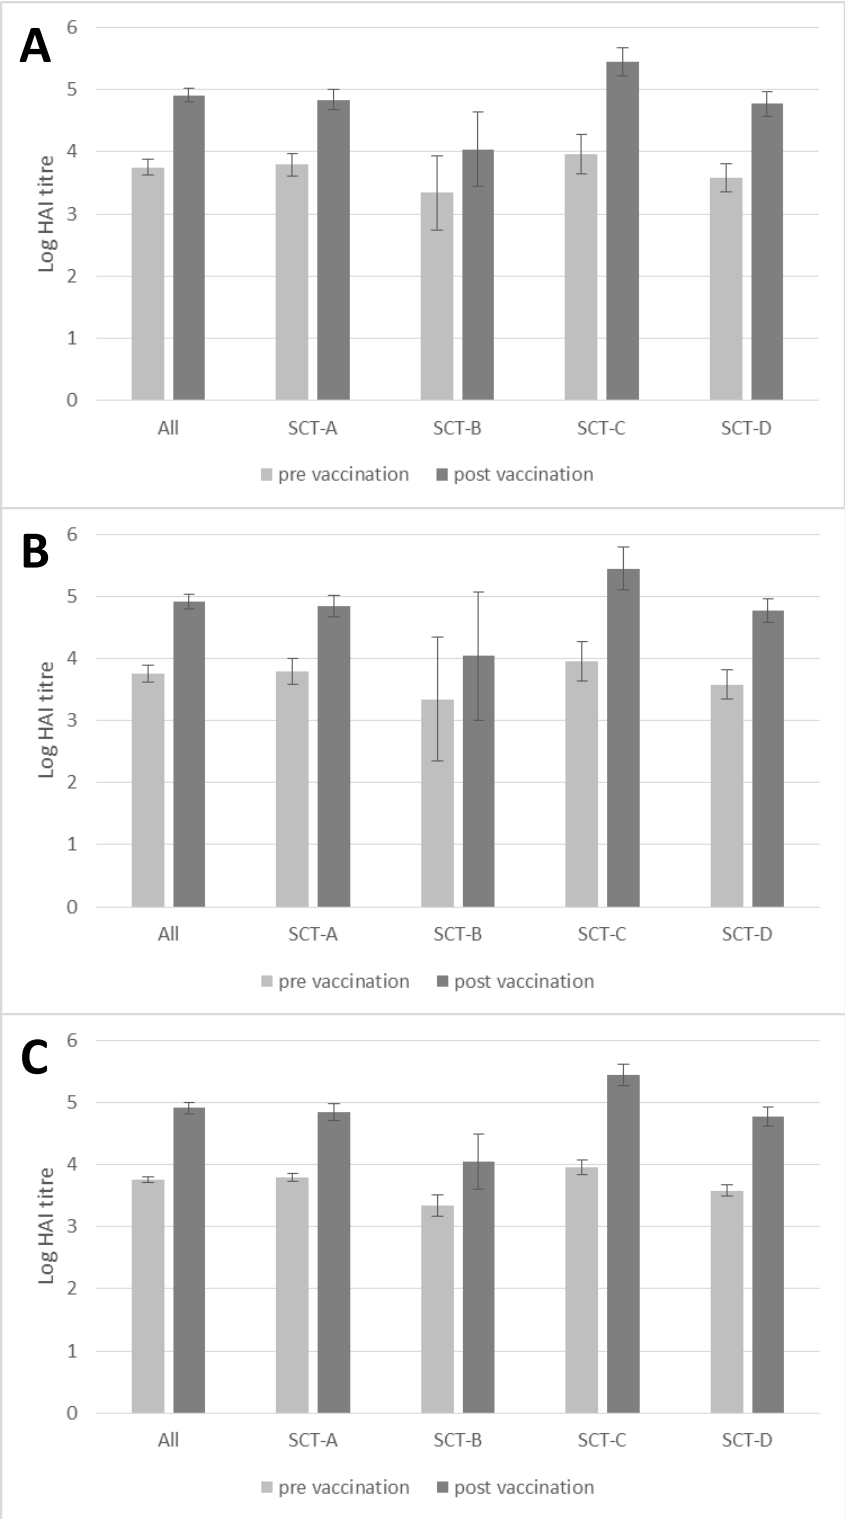 A
6
5
4
3
2
1
0
Log HAI titre
All SCT-A SCT-B SCT-C SCT-D
pre vaccination post vaccination
B
6
5
4
3
2
1
0
Log HAI titre
All SCT-A SCT-B SCT-C SCT-D
pre vaccination post vaccination
C
6
5
4
3
2
1
0
Log HAI titre
All SCT-A SCT-B SCT-C SCT-D
pre vaccination post vaccination